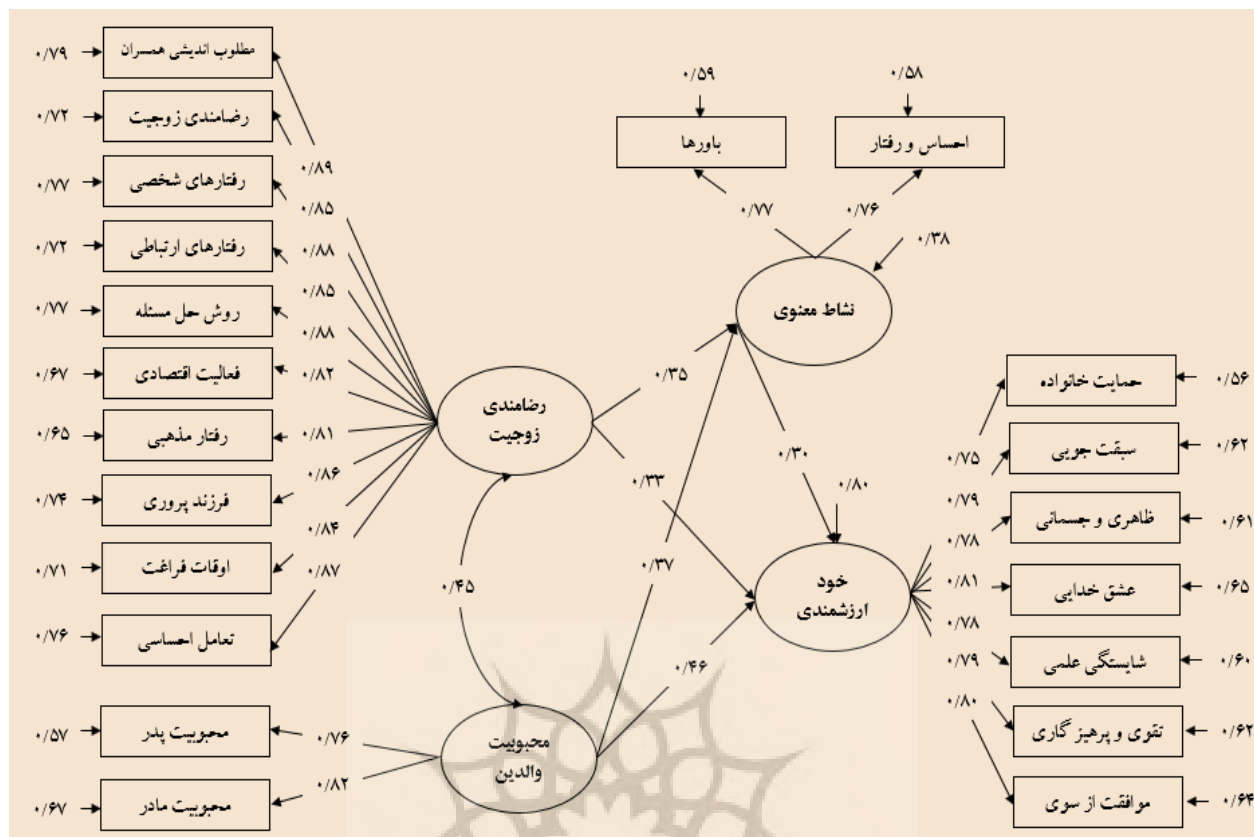 مطلوب اندیشی همسران
۰/۷۹
رضامندی زوجیت
۰/۷۲
رفتارهای شخصی
۰/۷۷
رفتارهای ارتباطی
۰/۷۲
روش حل مسئله
۰/۷۷
فعالیت اقتصادی
۰/۶۷
رفتار مذهبی
۰/۶۵
فرزند پروری
۰/۷۴
اوقات فراغت
۰/۷۱
تعامل احساسی
۰/۷۶
محبوبیت پدر
۰/۵۷
محبوبیت مادر
۰/۶۷
۰/۸۹
۰/۸۵
۰/۸۸
۰/۸۵
۰/۸۸
۰/۸۲
۰/۸۱
۰/۸۶
۰/۸۴
۰/۸۷
۰/۷۶
۰/۸۲
رضامندی
زوجیت
محبوبیت
والدین
۰/۴۵
۰/۳۵
۰/۳۳
۰/۳۷
۰/۴۶
۰/۵۸
۰/۵۹
احساس و رفتار
باورها
۰/۷۶
۰/۷۷
۰/۳۸
نشاط معنوی
۰/۳۰
۰/۸۰
خود
ارزشمندی
۰/۷۵
۰/۷۹
۰/۷۸
۰/۸۱
۰/۷۸
۰/۷۹
۰/۸۰
۰/۵۶
حمایت خانواده
۰/۶۲
سبقت جویی
۰/۶۱
ظاهری و جسمانی
۰/۶۵
عشق خدایی
۰/۶۰
شایستگی علمی
۰/۶۲
تقوی و پرهیز گاری
۰/۶۴
موافقت از سوی